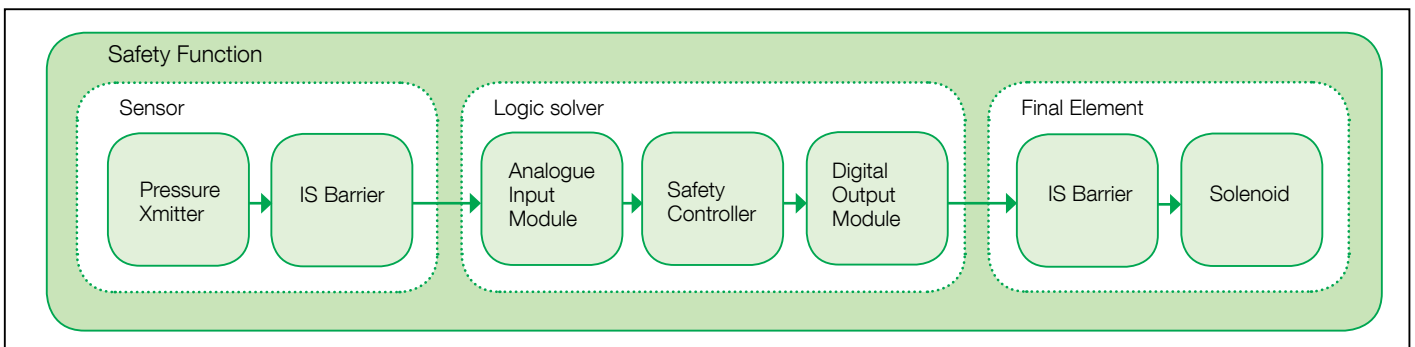 Safety Function
Sensor
Pressure
Xmitter
IS Barrier
Logic solver
Analogue
Input
Module
Safety
Controller
Digital
Output
Module
Final Element
IS Barrier
Solenoid